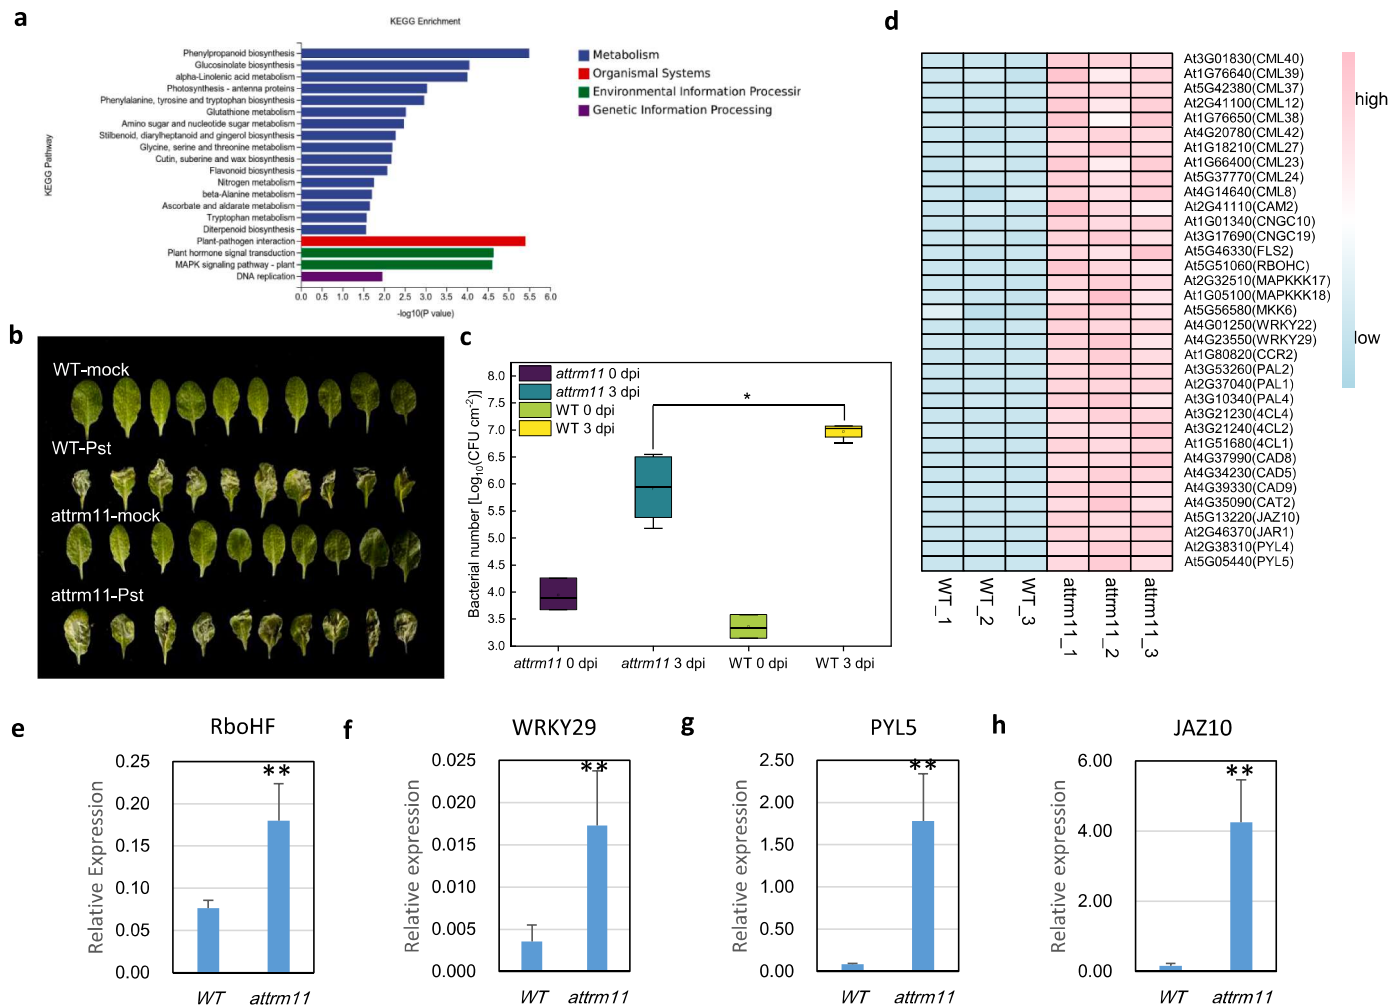 a
KEGG Enrichment
KEGG Pathway
Phenylpropanoid biosynthesis
Glucosinolate biosynthesis
alpha-Linolenic acid metabolism
Photosynthesis - antenna proteins
Phenylalanine, tyrosine and tryptophan biosynthesis
Glutathione metabolism
Amino sugar and nucleotide sugar metabolism
Stilbenoid, diarylheptanoid and gingerol biosynthesis
Glycine, serine and threonine metabolism
Cutin, suberine and wax biosynthesis
Flavonoid biosynthesis
Nitrogen metabolism
beta-Alanine metabolism
Ascorbate and aldarate metabolism
Tryptophan metabolism
Diterpenoid biosynthesis
Plant-pathogen interaction
Plant hormone signal transduction
MAPK signaling pathway - plant
DNA replication
0.0 0.5 1.0 1.5 2.0 2.5 3.0 3.5 4.0 4.5 5.0 5.5 6.0
-log10(P value)
Metabolism
Organismal Systems
Environmental Information Processir
Genetic Information Processing
b
WT-mock
WT-Pst
attrm11-mock
attrm11-Pst
c
Bacterial number [Log10(CFU cm-2)]
8.0
7.5
7.0
6.5
6.0
5.5
5.0
4.5
4.0
3.5
3.0
attrm11 0 dpi
attrm11 3 dpi
WT 0 dpi
WT 3 dpi
*
attrm11 0 dpi attrm11 3 dpi WT 0 dpi WT 3 dpi
d
At3G01830(CML40)
At1G76640(CML39)
At5G42380(CML37)
At2G41100(CML12)
At1G76650(CML38)
At4G20780(CML42)
At1G18210(CML27)
At1G66400(CML23)
At5G37770(CML24)
At4G14640(CML8)
At2G41110(CAM2)
At1G01340(CNGC10)
At3G17690(CNGC19)
At5G46330(FLS2)
At5G51060(RBOHC)
At2G32510(MAPKKK17)
At1G05100(MAPKKK18)
At5G56580(MKK6)
At4G01250(WRKY22)
At4G23550(WRKY29)
At1G80820(CCR2)
At3G53260(PAL2)
At2G37040(PAL1)
At3G10340(PAL4)
At3G21230(4CL4)
At3G21240(4CL2)
At1G51680(4CL1)
At4G37990(CAD8)
At4G34230(CAD5)
At4G39330(CAD9)
At4G35090(CAT2)
At5G13220(JAZ10)
At2G46370(JAR1)
At2G38310(PYL4)
At5G05440(PYL5)
WT_1
WT_2
WT_3
attrm11_1
attrm11_2
attrm11_3
high
low
e
RboHF
Relative Expression
0.25
0.20
0.15
0.10
0.05
0.00
**
WT attrm11
f
WRKY29
Relative expression
0.025
0.020
0.015
0.010
0.005
0.000
**
WT attrm11
g
PYL5
Relative expression
2.50
2.00
1.50
1.00
0.50
0.00
**
WT attrm11
h
JAZ10
Relative expression
6.00
4.00
2.00
0.00
**
WT attrm11